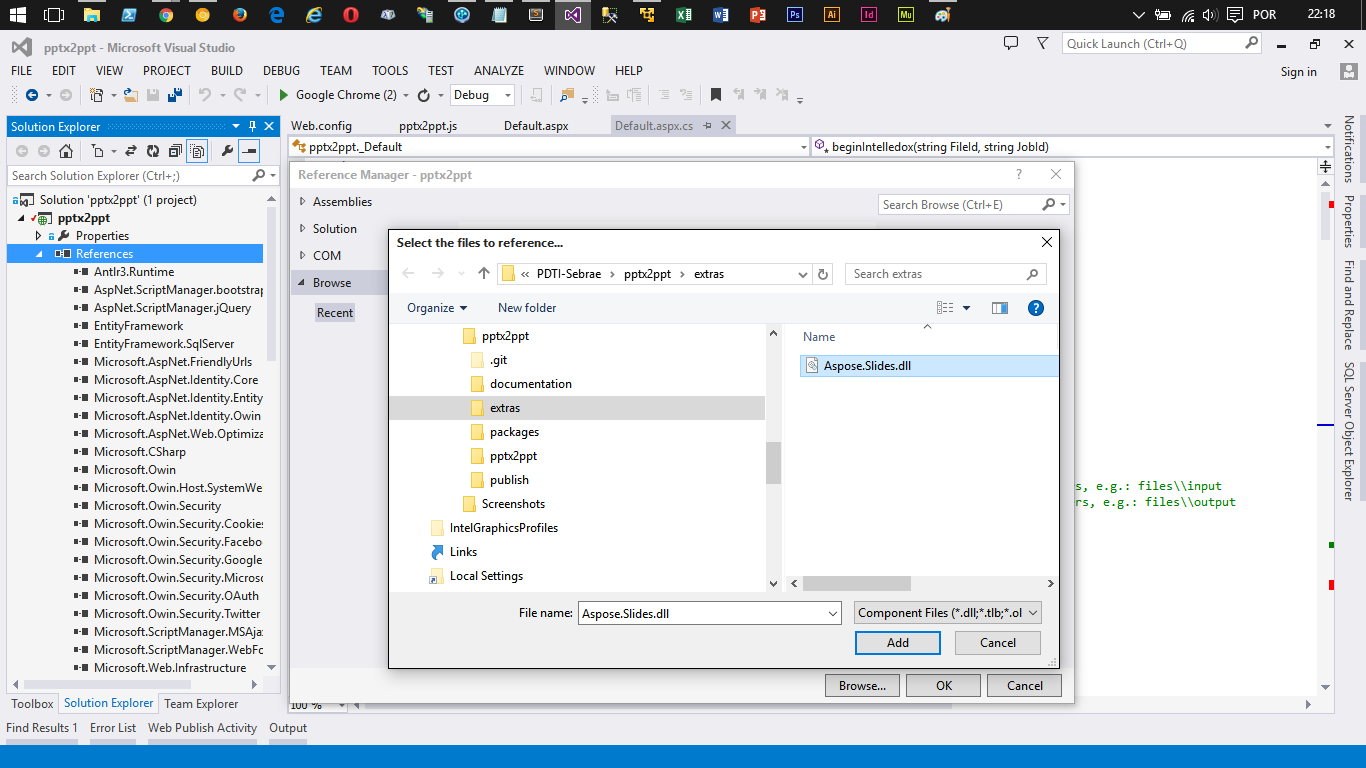 POR
22:18
pptx2ppt - Microsoft Visual Studio
Quick Launch (Ctrl+Q)
FILE EDIT VIEW PROJECT BUILD DEBUG TEAM TOOLS TEST ANALYZE WINDOW HELP
Sign in
Google Chrome (2)
Debug
Solution Explorer
Search Solution Explorer (Ctrl+;)
Solution 'pptx2ppt' (1 project)
pptx2ppt
Properties
References
Antlr3.Runtime
AspNet.ScriptManager.bootstrap
AspNet.ScriptManager.jQuery
EntityFramework
EntityFramework.SqlServer
Microsoft.AspNet.FriendlyUrls
Microsoft.AspNet.Identity.Core
Microsoft.AspNet.Identity.Entity
Microsoft.AspNet.Identity.Owin
Microsoft.AspNet.Web.Optimiza
Microsoft.CSharp
Microsoft.Owin
Microsoft.Owin.Host.SystemWe
Microsoft.Owin.Security
Microsoft.Owin.Security.Cookies
Microsoft.Owin.Security.Facebo
Microsoft.Owin.Security.Google
Microsoft.Owin.Security.Microso
Microsoft.Owin.Security.OAuth
Microsoft.Owin.Security.Twitter
Microsoft.ScriptManager.MSAjax
Microsoft.ScriptManager.WebFo
Microsoft.Web.Infrastructure
Toolbox Solution Explorer Team Explorer
Web.config pptx2ppt.js Default.aspx Default.aspx.cs
pptx2ppt._Default
beginIntelledox(string FileId, string JobId)
Reference Manager - pptx2ppt
Assemblies
Solution
COM
Browse
Recent
Search Browse (Ctrl+E)
Select the files to reference...
« PDTI-Sebrae › pptx2ppt › extras
Search extras
Organize
New folder
pptx2ppt
.git
documentation
extras
packages
pptx2ppt
publish
Screenshots
IntelGraphicsProfiles
Links
Local Settings
Name
Aspose.Slides.dll
File name:
Aspose.Slides.dll
Component Files (*.dll;*.tlb;*.ol
Add
Cancel
Browse...
OK
Cancel
s, e.g.: files\\input
rs, e.g.: files\\output
100 %
Notifications
Properties
Find and Replace
SQL Server Object Explorer
Find Results 1 Error List Web Publish Activity Output